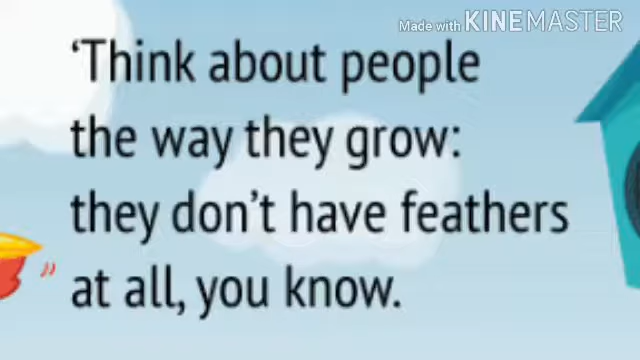 Made with KINEMASTER
‘Think about people
the way they grow:
they don’t have feathers
at all, you know.